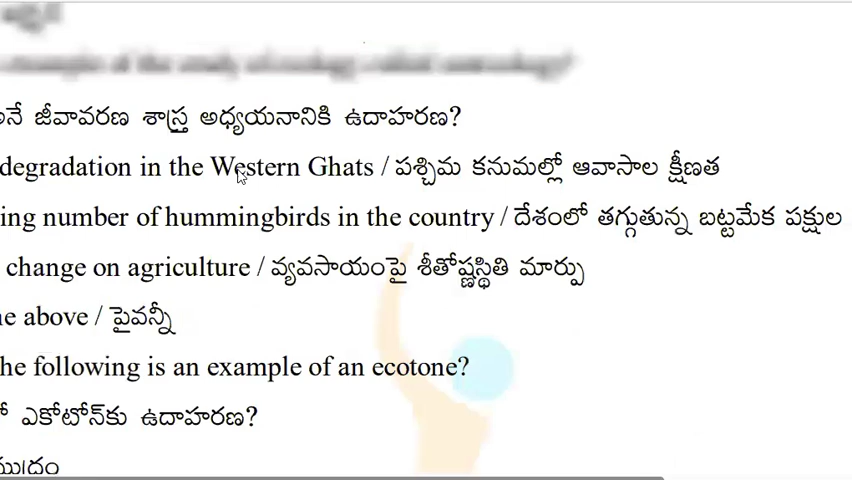 అనే జీవావరణ శాస్త్ర అధ్యయనానికి ఉదాహరణ?
degradation in the Western Ghats / పశ్చిమ కనుమల్లో ఆవాసాల క్షీణత
ing number of hummingbirds in the country / దేశంలో తగ్గుతున్న బట్టమేక పక్షుల
change on agriculture / వ్యవసాయంపై శీతోష్ణస్థితి మార్పు
he above / పైవన్నీ
he following is an example of an ecotone?
లో ఎకోటోన్‌కు ఉదాహరణ?